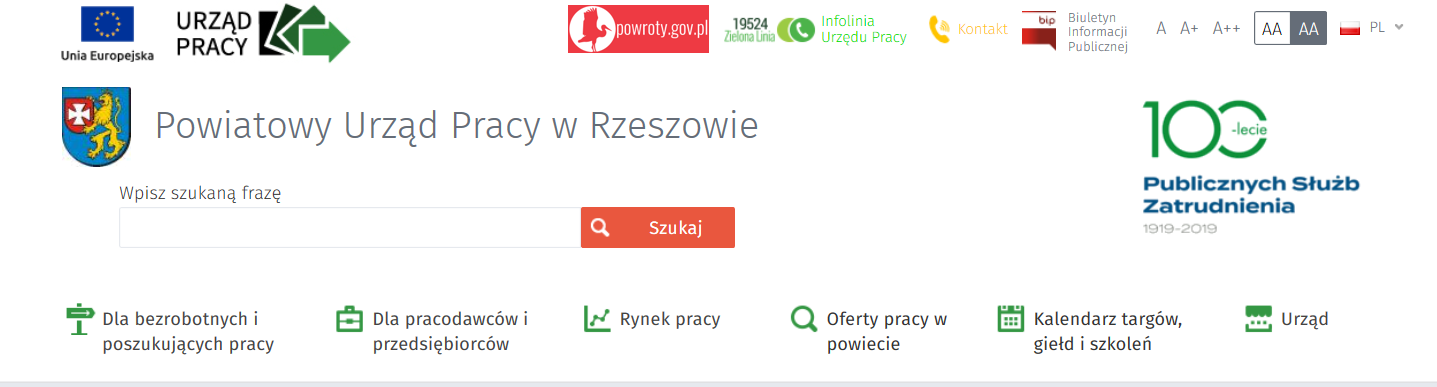 Unia Europejska
URZĄD
PRACY
powroty.gov.pl
19524
Zielona Linia
Infolinia
Urzędu Pracy
Kontakt
bip
Biuletyn
Informacji
Publicznej
A A+ A++
AA AA
PL
Powiatowy Urząd Pracy w Rzeszowie
100-lecie
Publicznych Służb
Zatrudnienia
1919-2019
Wpisz szukaną frazę
Szukaj
Dla bezrobotnych i
poszukujących pracy
Dla pracodawców i
przedsiębiorców
Rynek pracy
Oferty pracy w
powiecie
Kalendarz targów,
giełd i szkoleń
Urząd